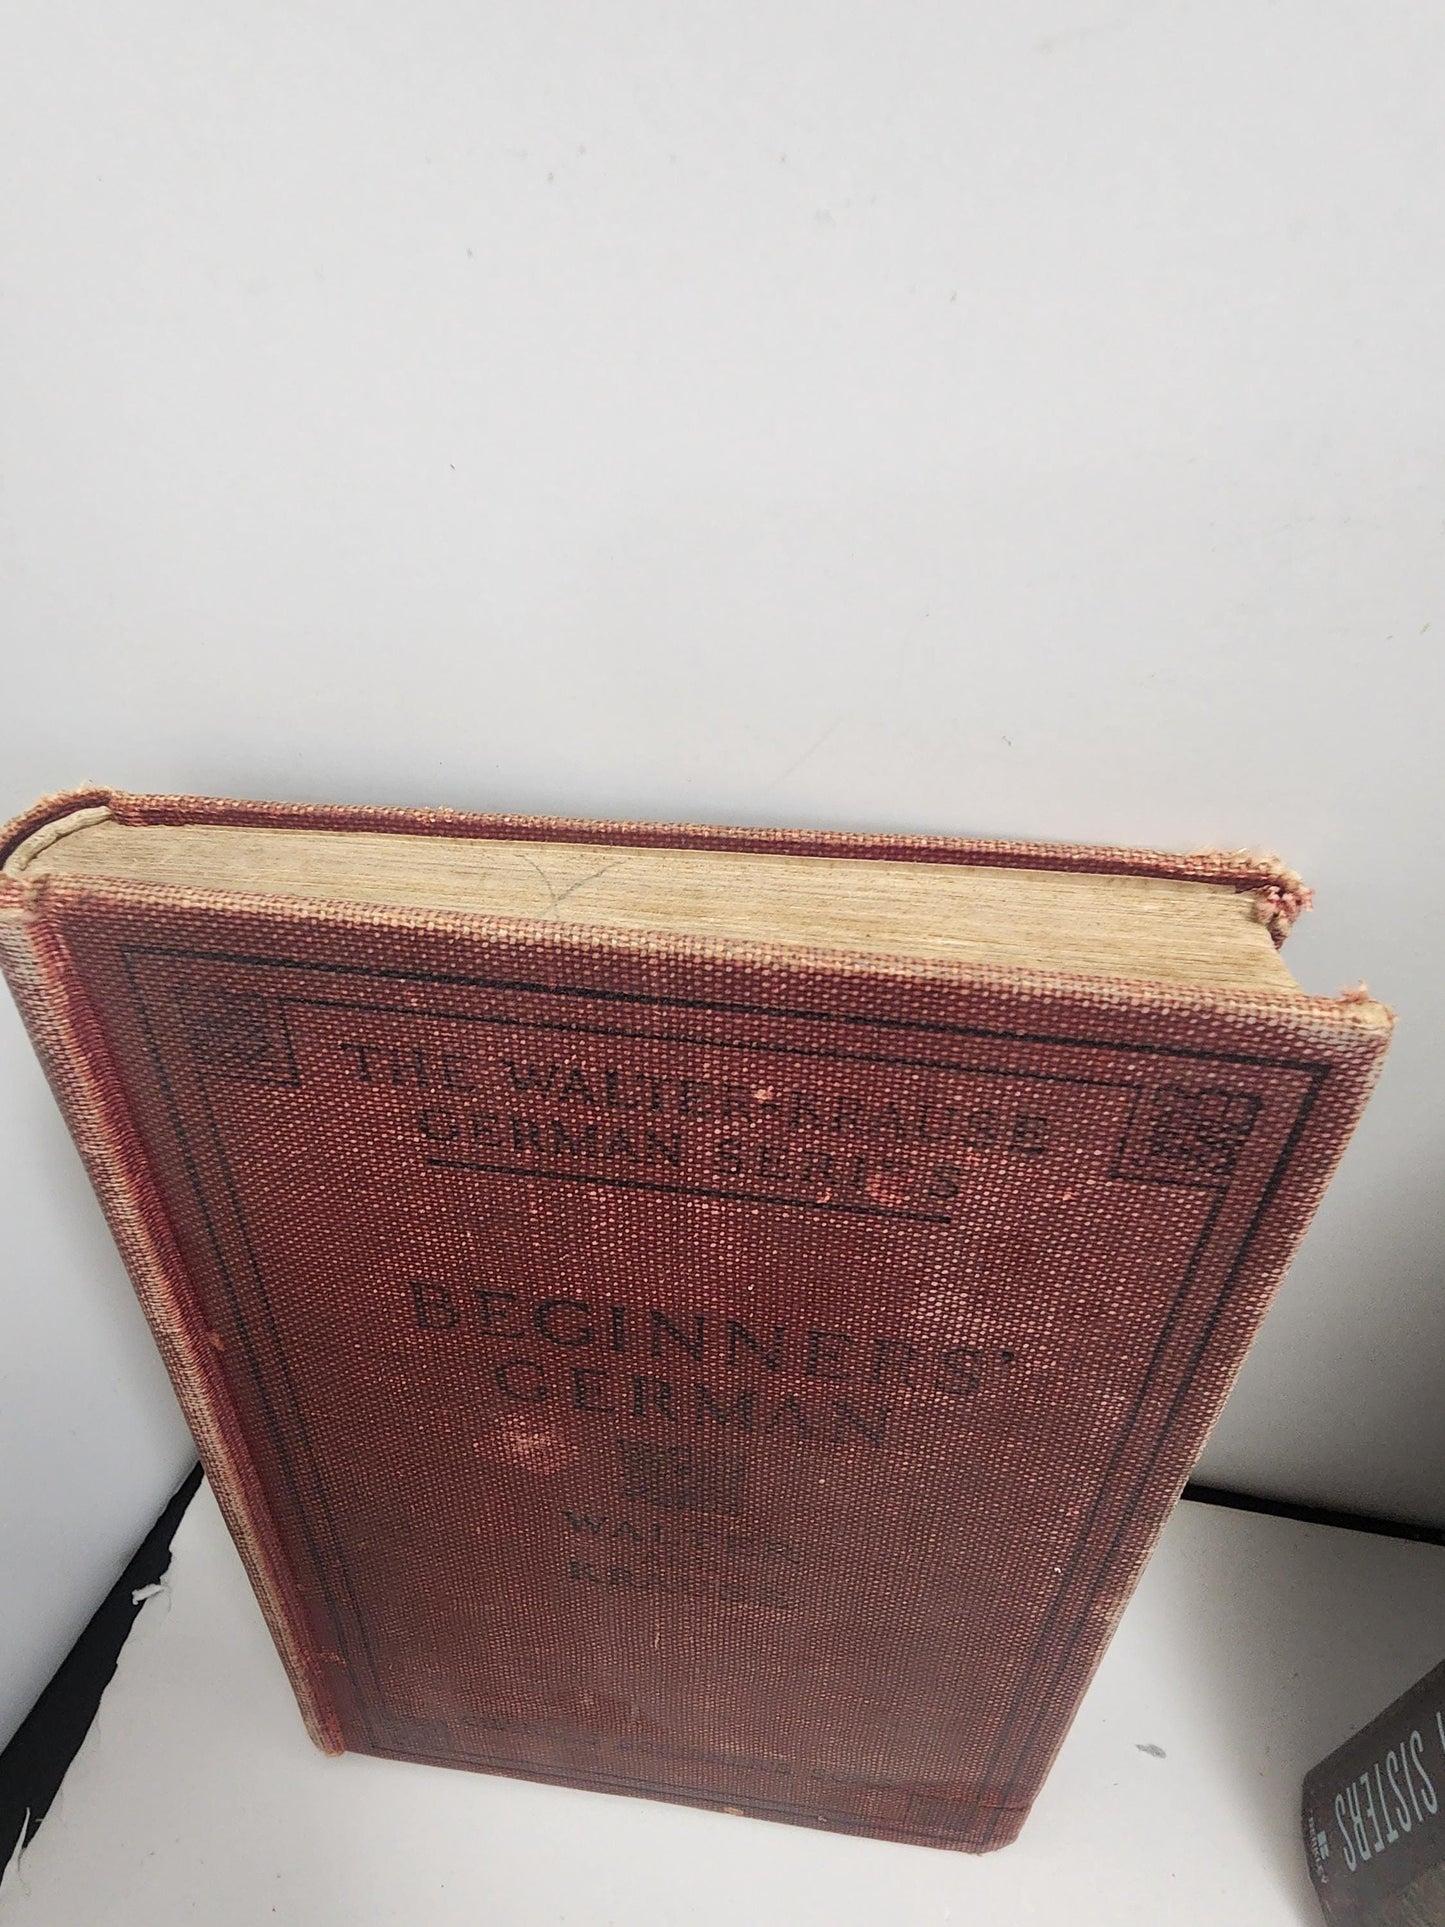 THE WALTER-KRAUSE
GERMAN SERIES
BEGINNERS'
GERMAN
WALTER
KRAUSE
SISTERS